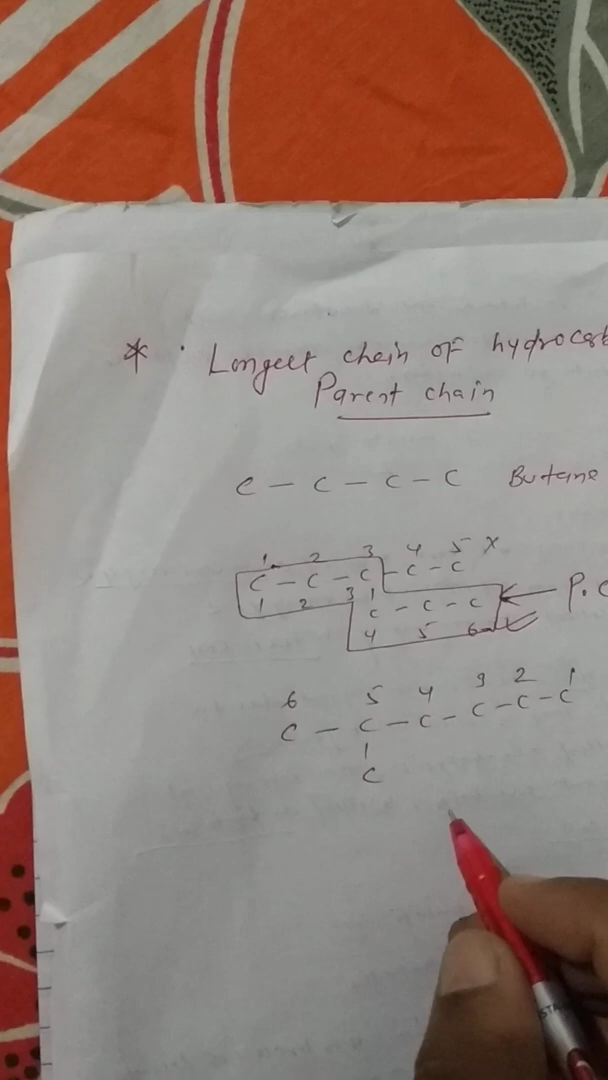 * . Longest chain of hydrocarb
Parent chain
C - C - C - C Butane
1 2 3 4 5 X
C - C - C - C - C
1 2 3 C - C - C P.C
4 5 6
6 5 4 3 2 1
C - C - C - C - C - C
C